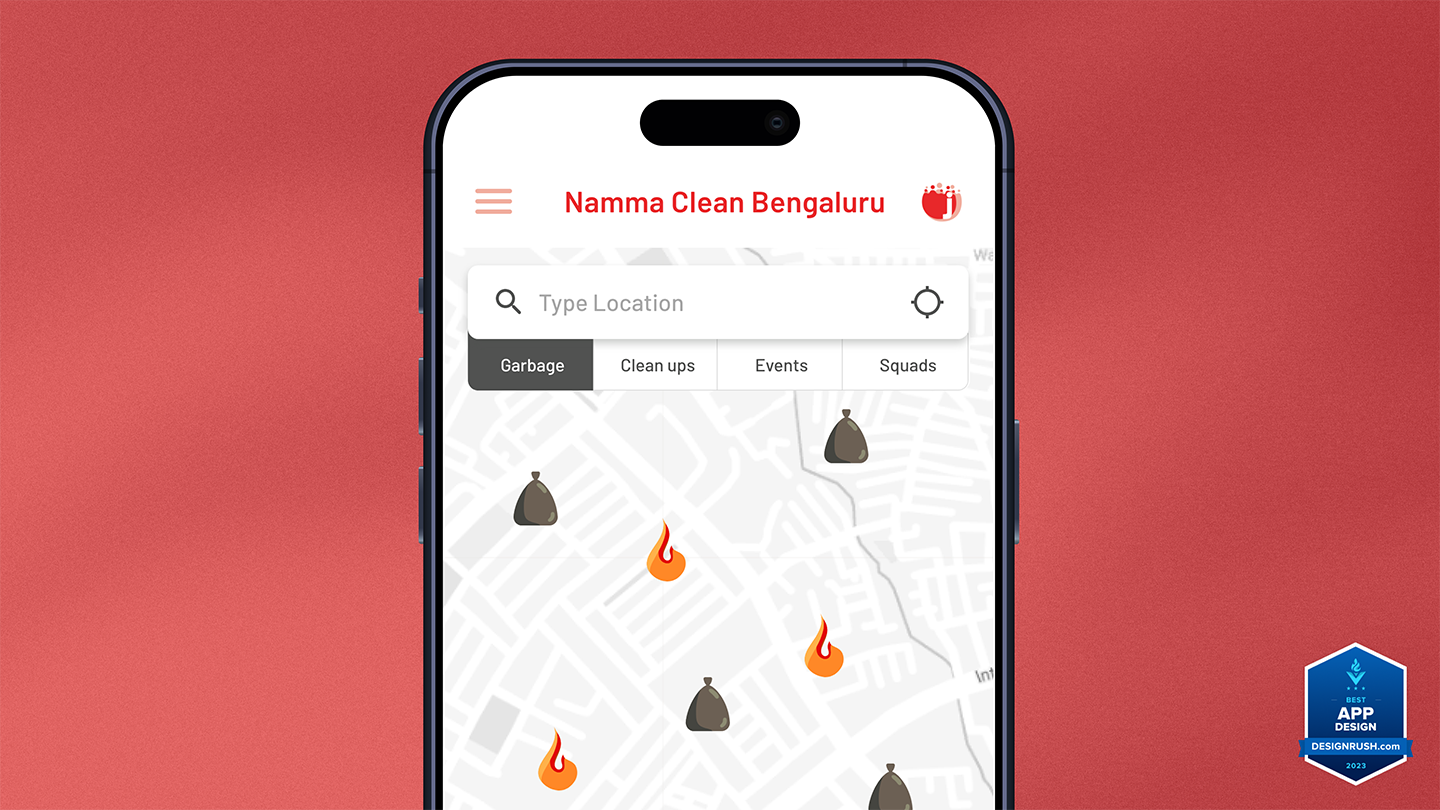 Namma Clean Bengaluru
j
Wa
Type Location
Garbage
Clean ups
Events
Squads
Int
BEST
APP
DESIGN
DESIGNRUSH.com
2023